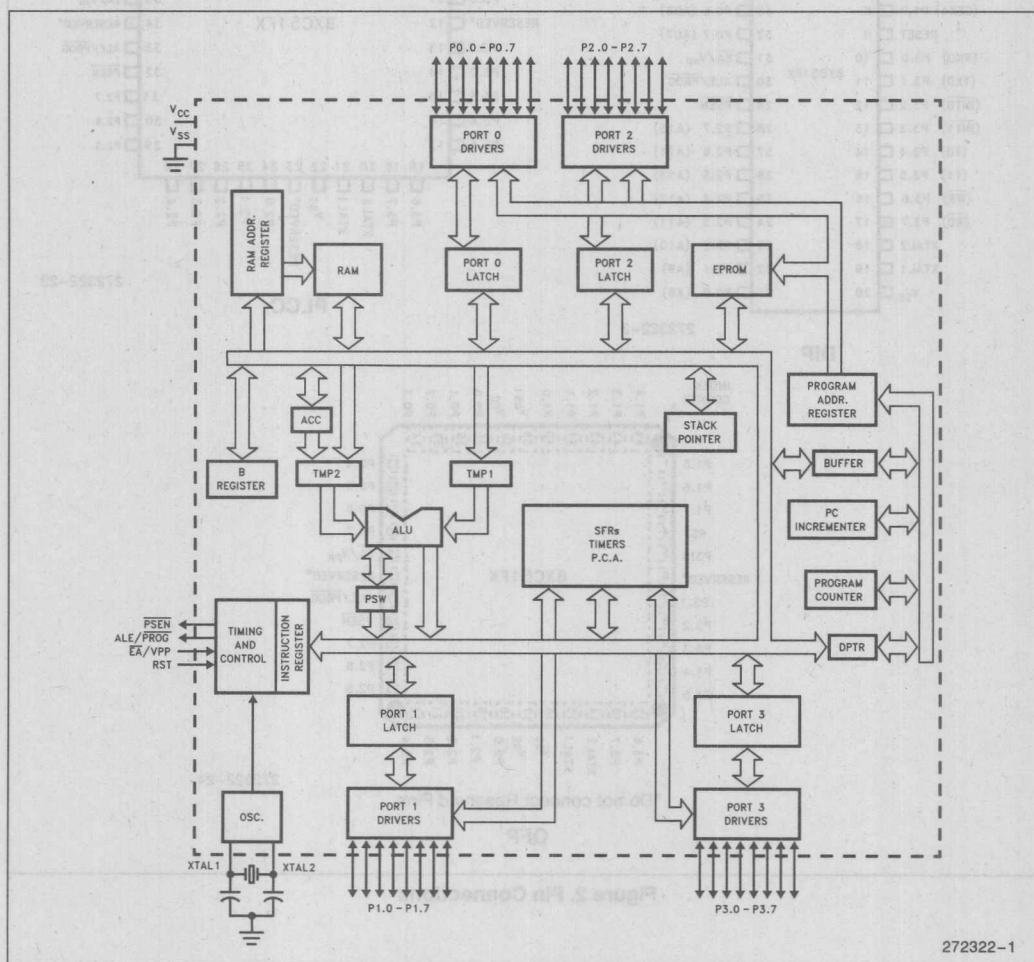 P0.0 – P0.7
P2.0 – P2.7
VCC
VSS
PORT 0
DRIVERS
PORT 2
DRIVERS
RAM ADDR.
REGISTER
RAM
PORT 0
LATCH
PORT 2
LATCH
EPROM
ACC
STACK
POINTER
PROGRAM
ADDR.
REGISTER
B
REGISTER
TMP2
TMP1
BUFFER
ALU
SFRs
TIMERS
P.C.A.
PC
INCREMENTER
PSW
PROGRAM
COUNTER
PSEN
ALE/PROG
EA/VPP
RST
TIMING
AND
CONTROL
INSTRUCTION
REGISTER
DPTR
PORT 1
LATCH
PORT 3
LATCH
OSC.
PORT 1
DRIVERS
PORT 3
DRIVERS
XTAL1
XTAL2
P1.0 – P1.7
P3.0 – P3.7
272322–1